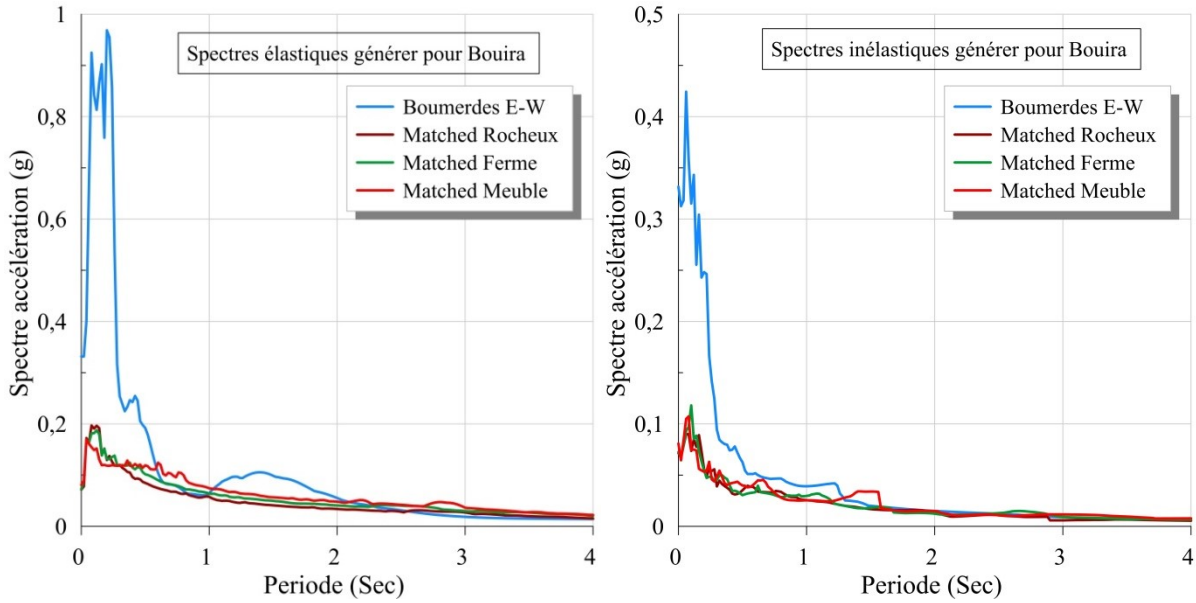 Spectres élastiques générer pour Bouira
Boumerdes E-W
Matched Rocheux
Matched Ferme
Matched Meuble
Spectre accélération (g)
1
0,8
0,6
0,4
0,2
0
0
1
2
3
4
Periode (Sec)
Spectres inélastiques générer pour Bouira
Boumerdes E-W
Matched Rocheux
Matched Ferme
Matched Meuble
Spectre accélération (g)
0,5
0,4
0,3
0,2
0,1
0
0
1
2
3
4
Periode (Sec)